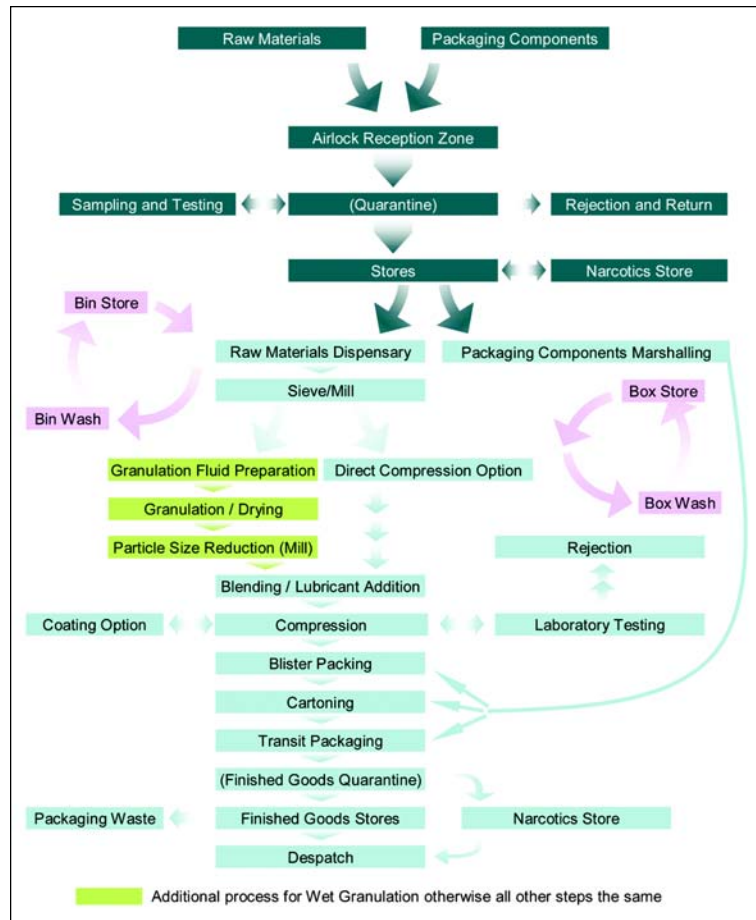 Raw Materials
Packaging Components
Airlock Reception Zone
Sampling and Testing
(Quarantine)
Rejection and Return
Stores
Narcotics Store
Bin Store
Raw Materials Dispensary
Packaging Components Marshalling
Sieve/Mill
Box Store
Bin Wash
Granulation Fluid Preparation
Direct Compression Option
Granulation / Drying
Box Wash
Particle Size Reduction (Mill)
Rejection
Blending / Lubricant Addition
Coating Option
Compression
Laboratory Testing
Blister Packing
Cartoning
Transit Packaging
(Finished Goods Quarantine)
Packaging Waste
Finished Goods Stores
Narcotics Store
Despatch
Additional process for Wet Granulation otherwise all other steps the same